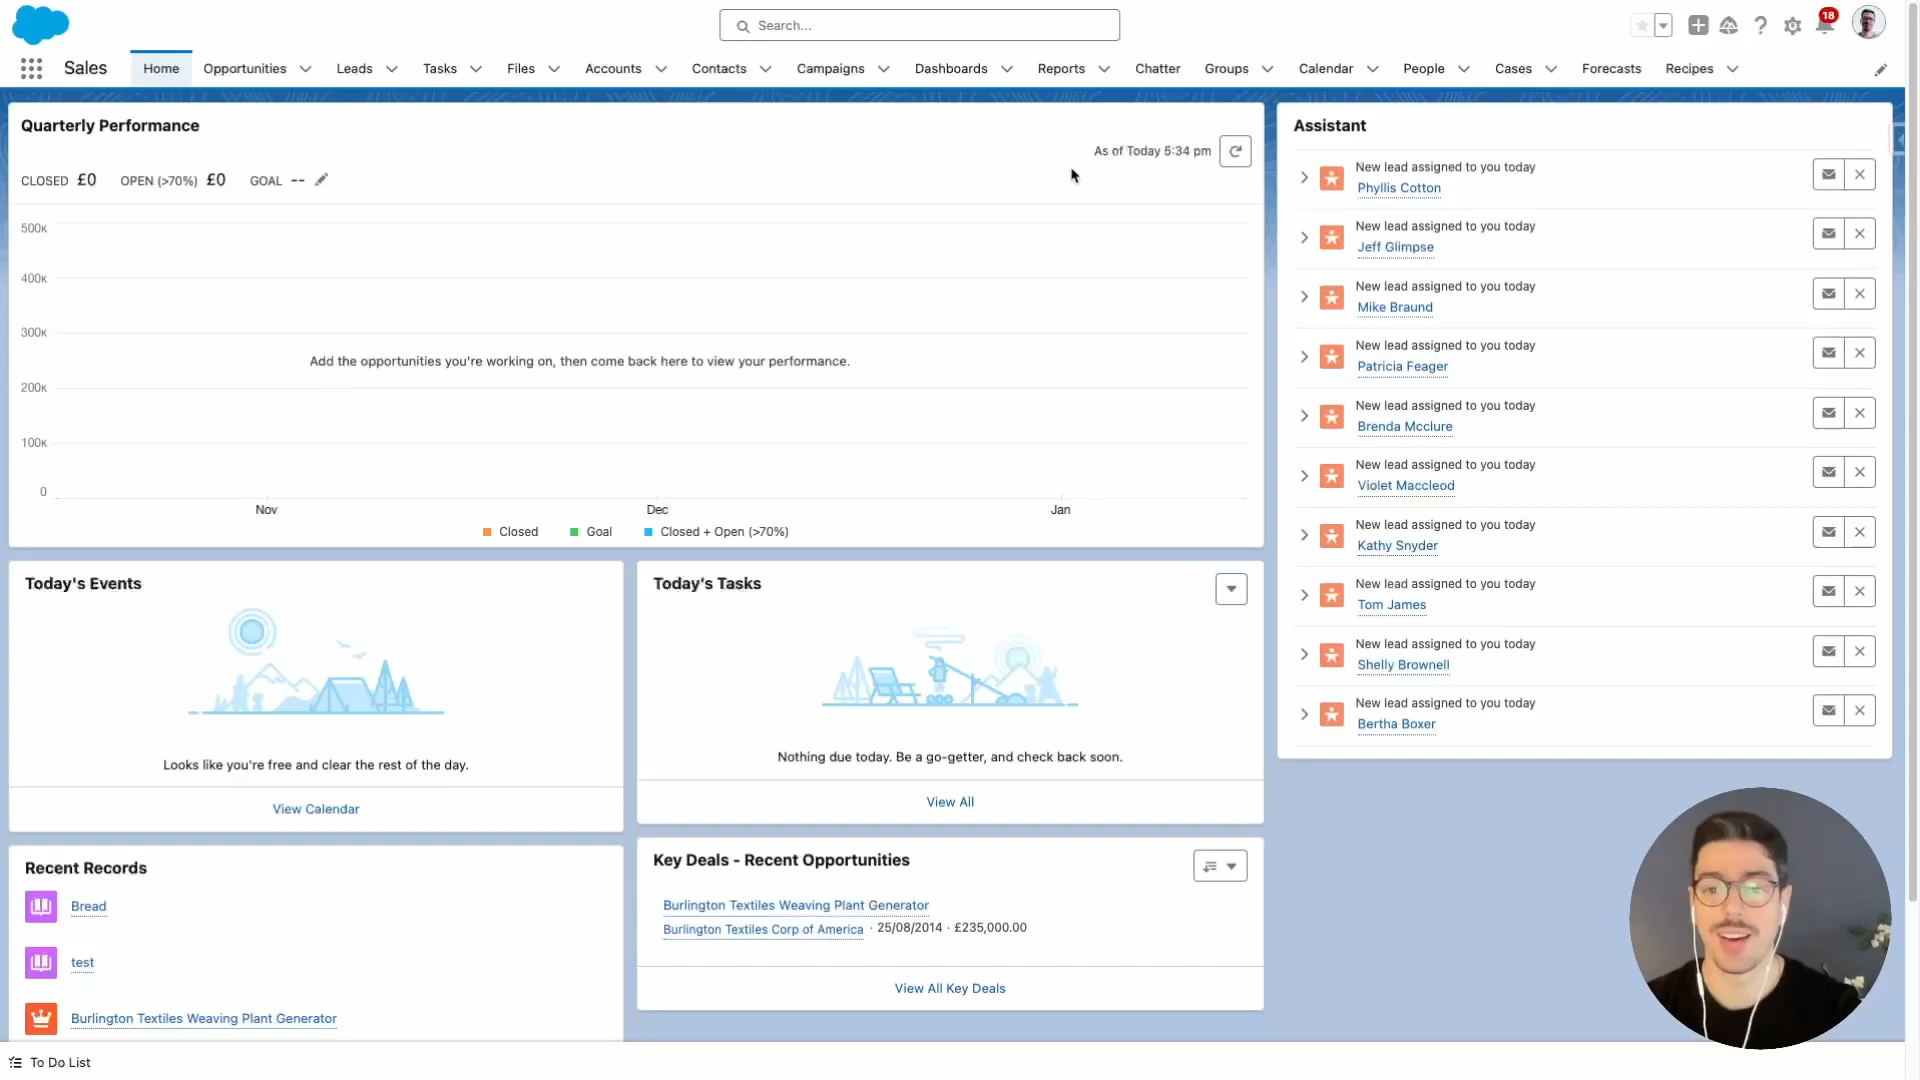 Search...
18
Sales
Home
Opportunities
Leads
Tasks
Files
Accounts
Contacts
Campaigns
Dashboards
Reports
Chatter
Groups
Calendar
People
Cases
Forecasts
Recipes
Quarterly Performance
As of Today 5:34 pm
CLOSED £0 OPEN (>70%) £0 GOAL --
500K
400K
300K
Add the opportunities you're working on, then come back here to view your performance.
200K
100K
0
Nov
Dec
Jan
Closed
Goal
Closed + Open (>70%)
Today's Events
Looks like you're free and clear the rest of the day.
View Calendar
Today's Tasks
Nothing due today. Be a go-getter, and check back soon.
View All
Recent Records
Bread
test
Burlington Textiles Weaving Plant Generator
Key Deals - Recent Opportunities
Burlington Textiles Weaving Plant Generator
Burlington Textiles Corp of America · 25/08/2014 · £235,000.00
View All Key Deals
Assistant
New lead assigned to you today
Phyllis Cotton
New lead assigned to you today
Jeff Glimpse
New lead assigned to you today
Mike Braund
New lead assigned to you today
Patricia Feager
New lead assigned to you today
Brenda Mcclure
New lead assigned to you today
Violet Maccleod
New lead assigned to you today
Kathy Snyder
New lead assigned to you today
Tom James
New lead assigned to you today
Shelly Brownell
New lead assigned to you today
Bertha Boxer
To Do List